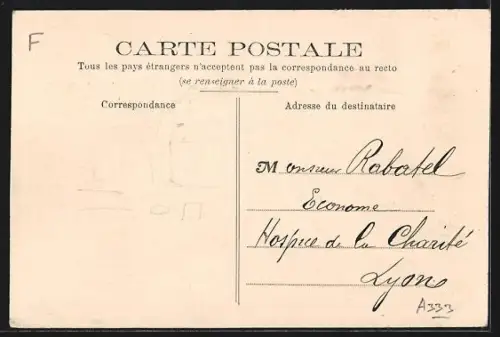 F
CARTE POSTALE
Tous les pays étrangers n'acceptent pas la correspondance au recto
(se renseigner à la poste)
Correspondance
Adresse du destinataire
Monsieur Rabatel
Econome
Hospice de la Charité
Lyon
A333